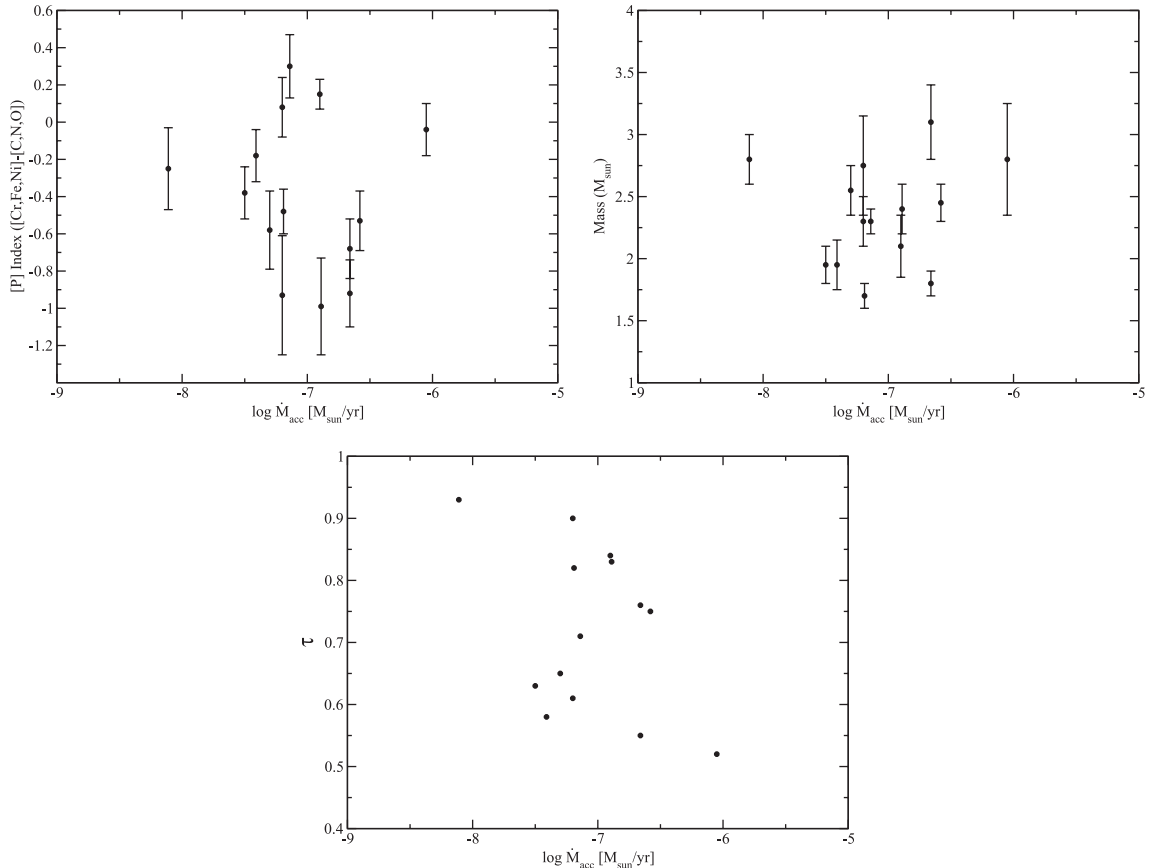 [P] Index ([Cr,Fe,Ni]-[C,N,O])
0.6
0.4
0.2
0
-0.2
-0.4
-0.6
-0.8
-1
-1.2
-9 -8 -7 -6 -5
log Ṁacc [Msun/yr]
Mass (Msun)
4
3.5
3
2.5
2
1.5
1
-9 -8 -7 -6 -5
log Ṁacc [Msun/yr]
τ
1
0.9
0.8
0.7
0.6
0.5
0.4
-9 -8 -7 -6 -5
log Ṁacc [Msun/yr]